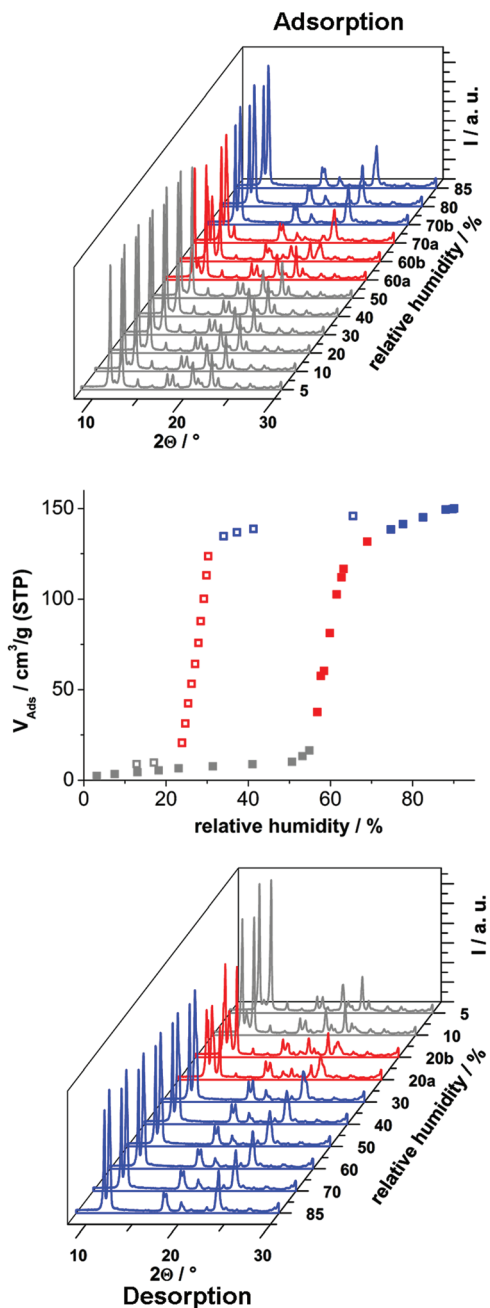 Adsorption
I / a. u.
85
80
70b
70a
60b
60a
50
40
30
20
10
5
relative humidity / %
10
20
30
2Θ / °
150
100
50
0
V_Ads / cm³/g (STP)
0
20
40
60
80
relative humidity / %
I / a. u.
5
10
20b
20a
30
40
50
60
70
85
relative humidity / %
10
20
30
2Θ / °
Desorption